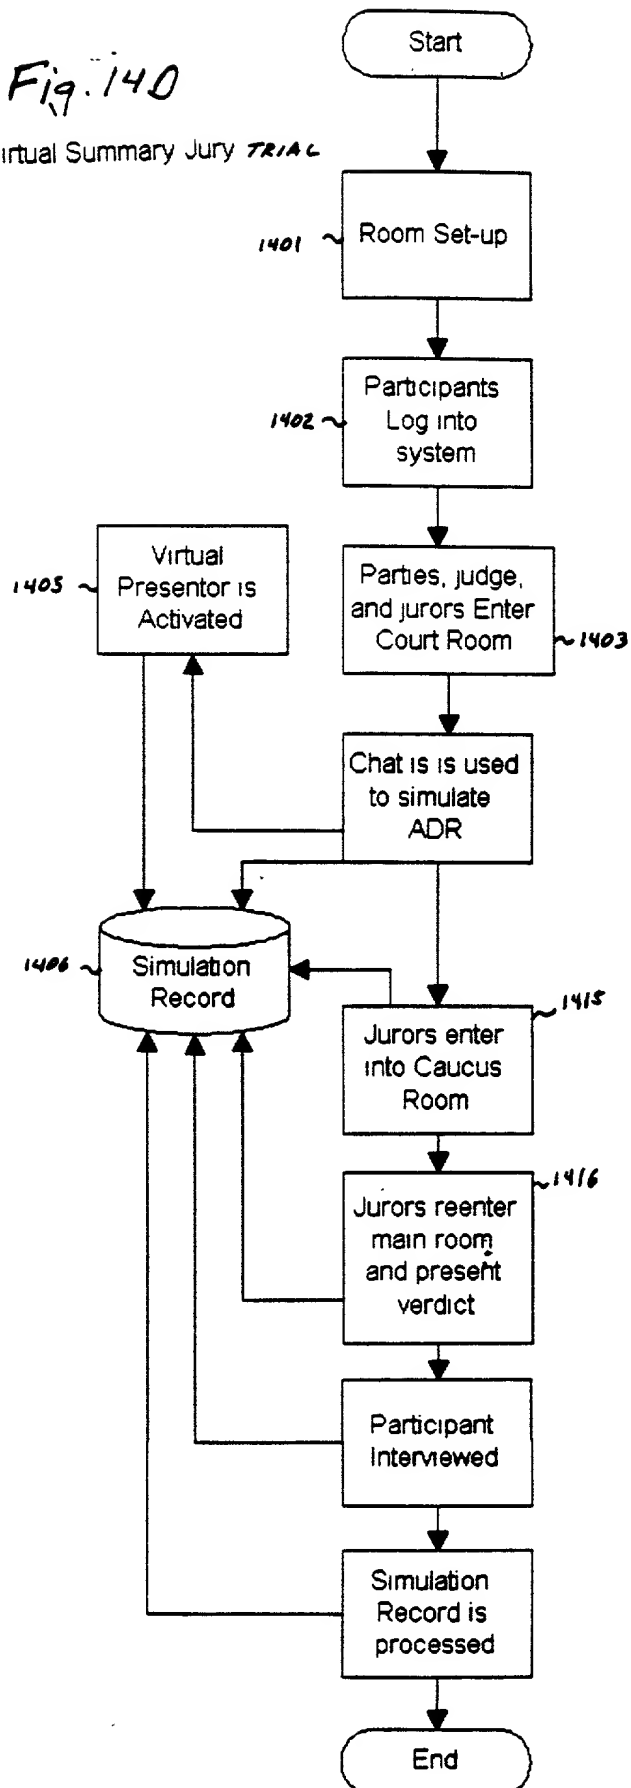 Start
Fig. 14D
irtual Summary Jury TRIAL
1401
Room Set-up
1402
Participants
Log into
system
1405
Virtual
Presentor is
Activated
Parties, judge,
and jurors Enter
Court Room
1403
Chat is is used
to simulate
ADR
1406
Simulation
Record
1415
Jurors enter
into Caucus
Room
1416
Jurors reenter
main room
and present
verdict
Participant
Interviewed
Simulation
Record is
processed
End